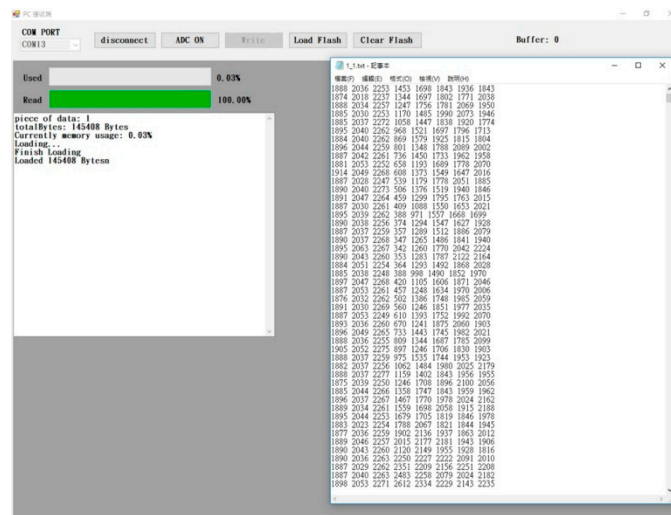 PC 接收端
COM PORT
COM13
disconnect
ADC ON
Write
Load Flash
Clear Flash
Buffer: 0
Used
0.03%
Read
100.00%
piece of data: 1
totalBytes: 145408 Bytes
Currently memory usage: 0.03%
Loading...
Finish Loading
Loaded 145408 Bytesn
1_1.txt - 記事本
檔案(F) 編輯(E) 格式(O) 檢視(V) 說明(H)
1888 2036 2253 1453 1698 1843 1936 1843
1874 2018 2237 1344 1697 1802 1771 2038
1888 2034 2257 1247 1756 1781 2069 1950
1885 2030 2253 1170 1485 1990 2073 1946
1885 2037 2272 1058 1447 1838 1920 1774
1895 2040 2262 968 1521 1697 1796 1713
1884 2040 2262 869 1579 1925 1815 1804
1896 2044 2259 801 1348 1788 2089 2002
1887 2042 2261 736 1450 1733 1962 1958
1881 2053 2252 658 1193 1689 1778 2070
1914 2049 2268 608 1373 1549 1647 2016
1887 2028 2247 539 1179 1778 2051 1885
1890 2040 2273 506 1376 1519 1940 1846
1891 2047 2264 459 1299 1795 1763 2015
1887 2030 2261 409 1088 1550 1653 2021
1895 2039 2262 388 971 1557 1668 1699
1890 2038 2256 374 1294 1547 1627 1928
1887 2037 2259 357 1289 1512 1886 2079
1890 2037 2268 347 1265 1486 1841 1940
1895 2063 2267 342 1260 1770 2042 2224
1890 2043 2260 353 1283 1787 2122 2164
1884 2051 2254 364 1293 1492 1868 2028
1885 2038 2248 388 998 1490 1852 1970
1897 2047 2268 420 1105 1606 1871 2046
1887 2053 2261 457 1248 1634 1970 2006
1876 2032 2262 502 1386 1748 1985 2059
1891 2030 2269 560 1246 1851 1977 2035
1887 2053 2249 610 1393 1752 1992 2070
1893 2036 2260 670 1241 1875 2060 1903
1896 2049 2265 733 1443 1745 1982 2021
1888 2036 2255 809 1344 1687 1785 2099
1905 2052 2275 897 1246 1706 1830 1903
1888 2037 2259 975 1535 1744 1953 1923
1882 2037 2256 1062 1484 1980 2025 2179
1888 2037 2277 1159 1402 1843 1956 1955
1875 2039 2250 1246 1708 1896 2100 2056
1885 2044 2266 1358 1747 1843 1959 1962
1896 2037 2267 1467 1770 1978 2024 2162
1889 2034 2261 1559 1698 2058 1915 2188
1895 2044 2253 1679 1705 1819 1846 1978
1883 2023 2254 1788 2067 1821 1844 1945
1877 2036 2259 1902 2136 1937 1863 2012
1889 2046 2257 2015 2177 2181 1943 1906
1890 2043 2260 2120 2149 1955 1928 1816
1890 2036 2263 2250 2227 2222 2091 2010
1887 2029 2262 2351 2209 2156 2251 2208
1887 2040 2263 2483 2258 2079 2024 2182
1898 2053 2271 2612 2334 2229 2143 2235